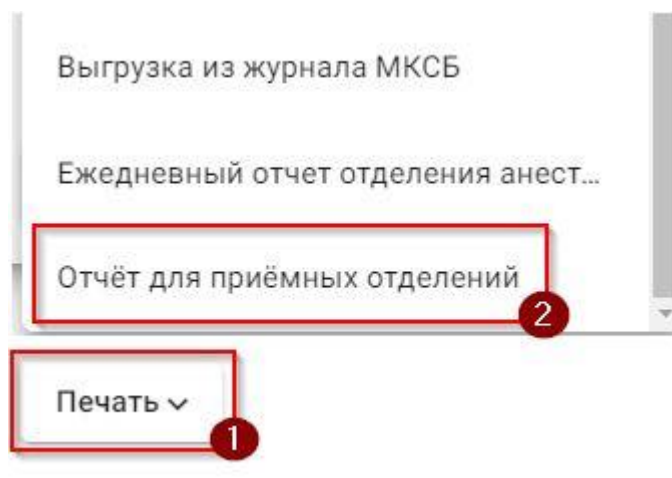 Выгрузка из журнала МКСБ
Ежедневный отчет отделения анест...
Отчёт для приёмных отделений
2
Печать
1